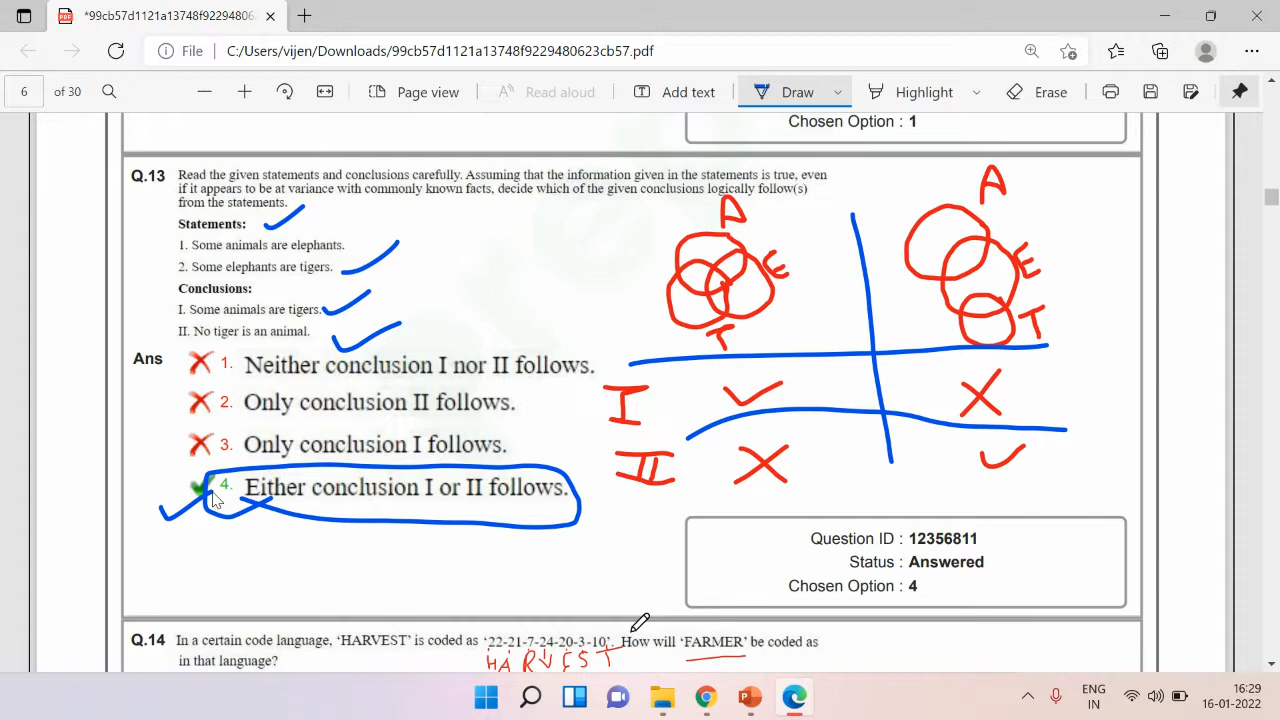 *99cb57d1121a13748f9229480623
File
C:/Users/vijen/Downloads/99cb57d1121a13748f9229480623cb57.pdf
6 of 30
Page view
Read aloud
Add text
Draw
Highlight
Erase
Chosen Option : 1
Q.13 Read the given statements and conclusions carefully. Assuming that the information given in the statements is true, even
if it appears to be at variance with commonly known facts, decide which of the given conclusions logically follow(s)
from the statements.
Statements:
1. Some animals are elephants.
2. Some elephants are tigers.
Conclusions:
I. Some animals are tigers.
II. No tiger is an animal.
Ans
1. Neither conclusion I nor II follows.
2. Only conclusion II follows.
3. Only conclusion I follows.
4. Either conclusion I or II follows.
A
E
T
A
E
T
I
II
Question ID : 12356811
Status : Answered
Chosen Option : 4
Q.14 In a certain code language, ‘HARVEST’ is coded as ‘22-21-7-24-20-3-10’. How will ‘FARMER’ be coded as
in that language?
HARVEST
ENG
IN
16:29
16-01-2022